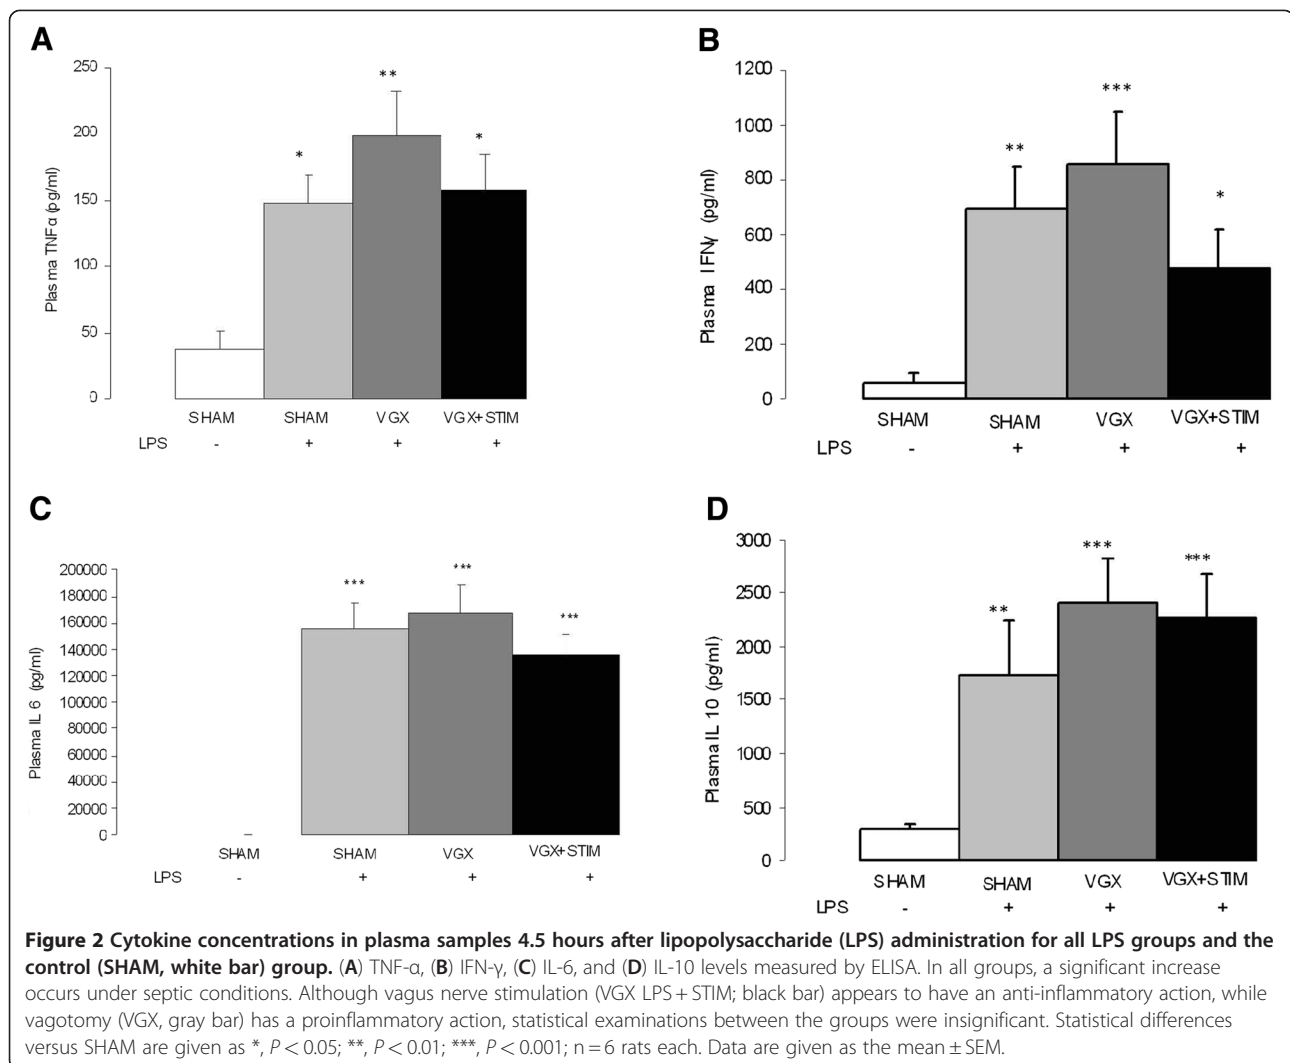 A
250
200
150
100
50
0
Plasma TNFα (pg/ml)
*
**
*
SHAM SHAM VGX VGX+STIM
LPS - + + +
B
1200
1000
800
600
400
200
0
Plasma IFNγ (pg/ml)
**
***
*
SHAM SHAM VGX VGX+STIM
LPS - + + +
C
200000
180000
160000
140000
120000
100000
80000
60000
40000
20000
0
Plasma IL 6 (pg/ml)
***
***
***
SHAM SHAM VGX VGX+STIM
LPS - + + +
D
3000
2500
2000
1500
1000
500
0
Plasma IL 10 (pg/ml)
**
***
***
SHAM SHAM VGX VGX+STIM
LPS - + + +
Figure 2 Cytokine concentrations in plasma samples 4.5 hours after lipopolysaccharide (LPS) administration for all LPS groups and the
control (SHAM, white bar) group. (A) TNF-α, (B) IFN-γ, (C) IL-6, and (D) IL-10 levels measured by ELISA. In all groups, a significant increase
occurs under septic conditions. Although vagus nerve stimulation (VGX LPS + STIM; black bar) appears to have an anti-inflammatory action, while
vagotomy (VGX, gray bar) has a proinflammatory action, statistical examinations between the groups were insignificant. Statistical differences
versus SHAM are given as *, P < 0.05; **, P < 0.01; ***, P < 0.001; n = 6 rats each. Data are given as the mean ± SEM.